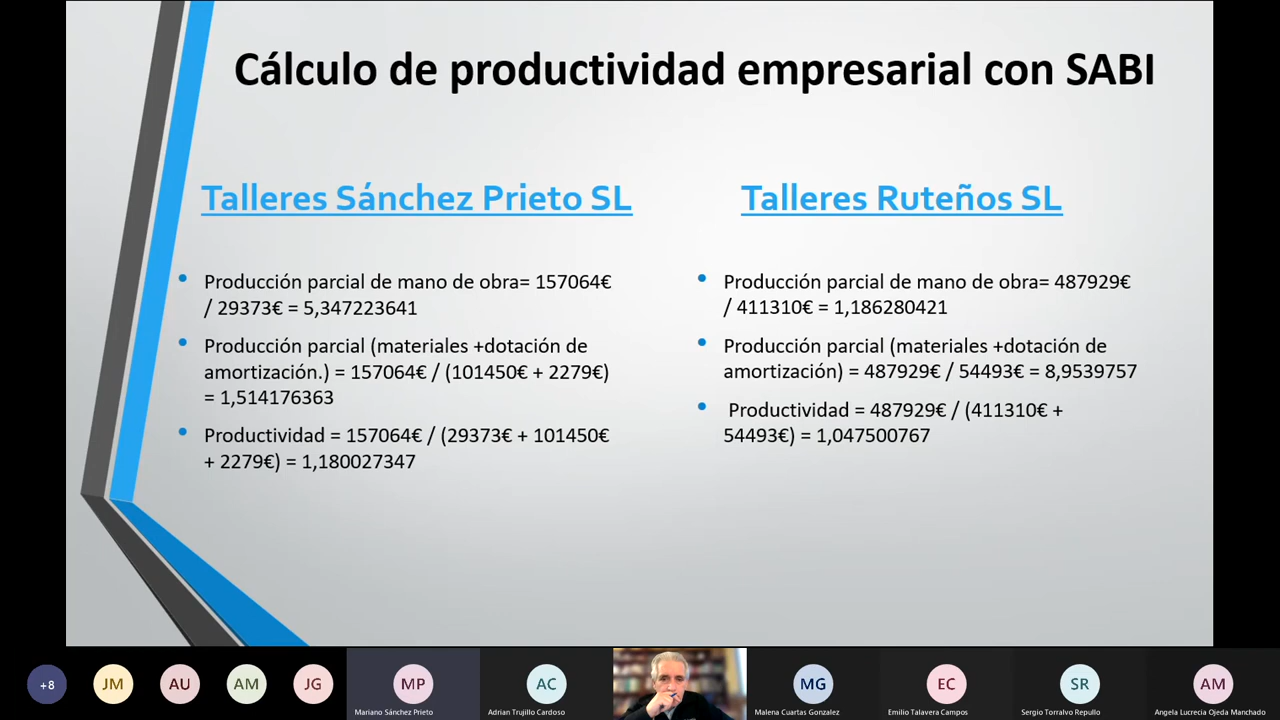 Cálculo de productividad empresarial con SABI
Talleres Sánchez Prieto SL
Producción parcial de mano de obra= 157064€
/ 29373€ = 5,347223641
Producción parcial (materiales +dotación de
amortización.) = 157064€ / (101450€ + 2279€)
= 1,514176363
Productividad = 157064€ / (29373€ + 101450€
+ 2279€) = 1,180027347
Talleres Ruteños SL
Producción parcial de mano de obra= 487929€
/ 411310€ = 1,186280421
Producción parcial (materiales +dotación de
amortización) = 487929€ / 54493€ = 8,9539757
Productividad = 487929€ / (411310€ +
54493€) = 1,047500767
+8
JM
AU
AM
JG
MP
Mariano Sánchez Prieto
AC
Adrian Trujillo Cardoso
MG
Malena Cuartas Gonzalez
EC
Emilio Talavera Campos
SR
Sergio Torralvo Repullo
AM
Angela Lucrecia Ojeda Manchado